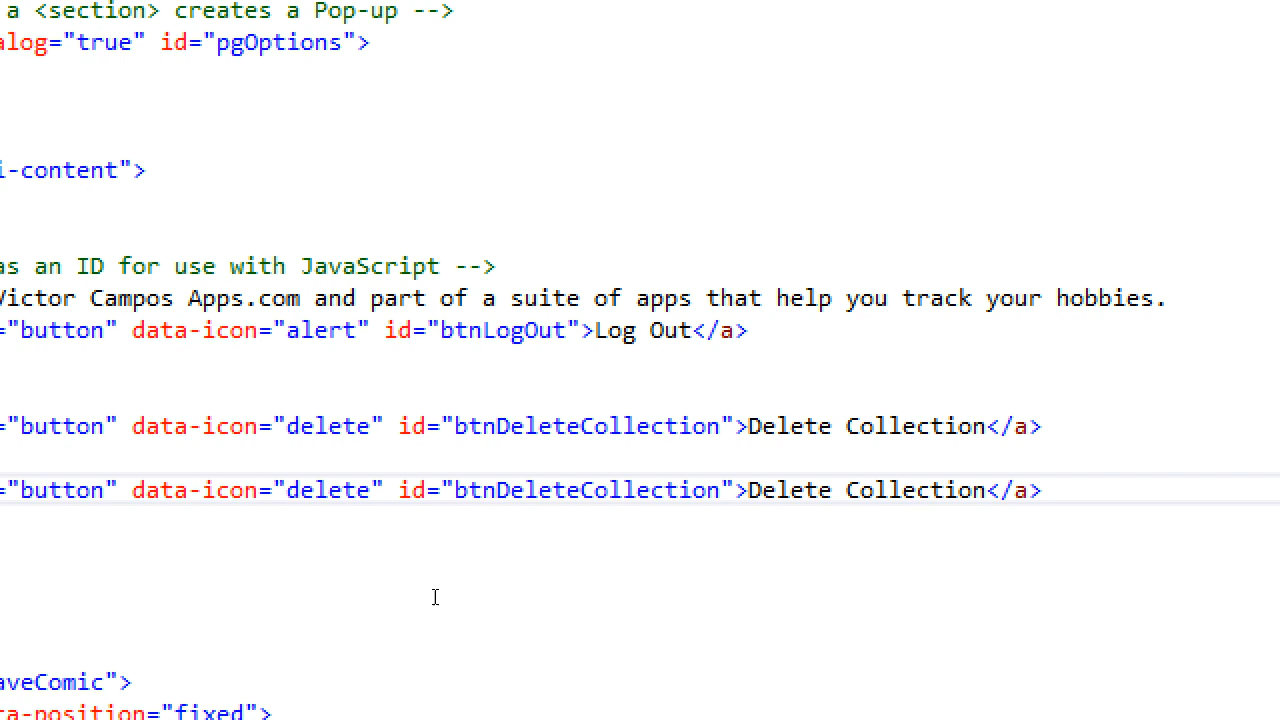 a <section> creates a Pop-up -->
alog="true" id="pgOptions">
i-content">
as an ID for use with JavaScript -->
Victor Campos Apps.com and part of a suite of apps that help you track your hobbies.
="button" data-icon="alert" id="btnLogOut">Log Out</a>
="button" data-icon="delete" id="btnDeleteCollection">Delete Collection</a>
="button" data-icon="delete" id="btnDeleteCollection">Delete Collection</a>
aveComic">
ta-position="fixed">